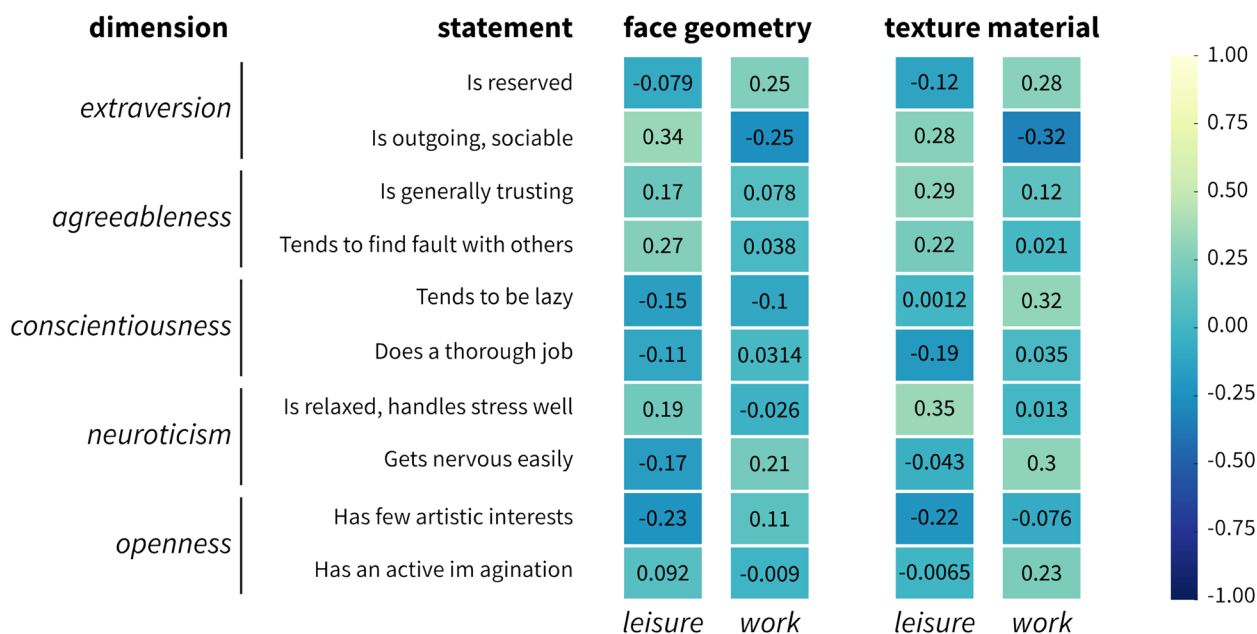 dimension statement face geometry texture material
extraversion
Is reserved -0.079 0.25 -0.12 0.28
Is outgoing, sociable 0.34 -0.25 0.28 -0.32
agreeableness
Is generally trusting 0.17 0.078 0.29 0.12
Tends to find fault with others 0.27 0.038 0.22 0.021
conscientiousness
Tends to be lazy -0.15 -0.1 0.0012 0.32
Does a thorough job -0.11 0.0314 -0.19 0.035
neuroticism
Is relaxed, handles stress well 0.19 -0.026 0.35 0.013
Gets nervous easily -0.17 0.21 -0.043 0.3
openness
Has few artistic interests -0.23 0.11 -0.22 -0.076
Has an active im agination 0.092 -0.009 -0.0065 0.23
leisure work leisure work
1.00
0.75
0.50
0.25
0.00
-0.25
-0.50
-0.75
-1.00